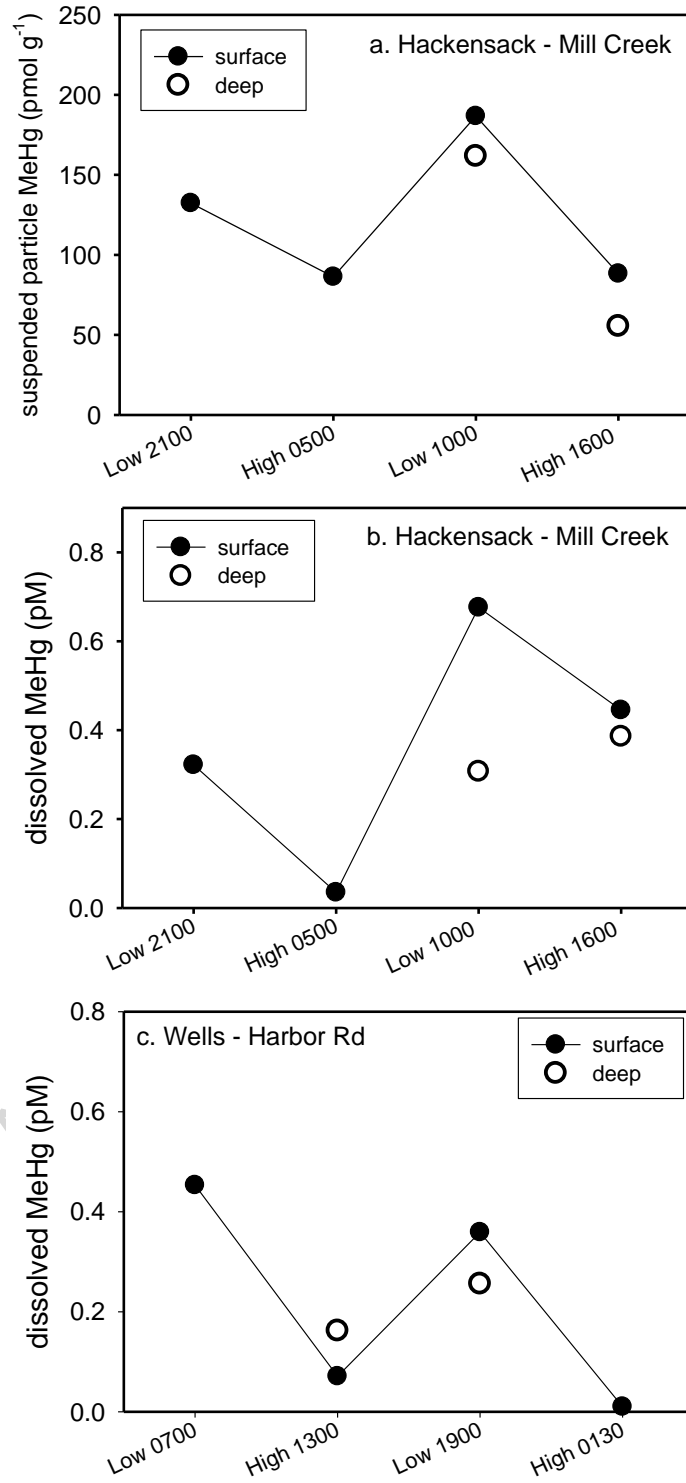 250
200
150
100
50
0
suspended particle MeHg (pmol g⁻¹)
surface
deep
a. Hackensack - Mill Creek
Low 2100
High 0500
Low 1000
High 1600
0.8
0.6
0.4
0.2
0.0
dissolved MeHg (pM)
surface
deep
b. Hackensack - Mill Creek
Low 2100
High 0500
Low 1000
High 1600
0.8
0.6
0.4
0.2
0.0
dissolved MeHg (pM)
c. Wells - Harbor Rd
surface
deep
Low 0700
High 1300
Low 1900
High 0130